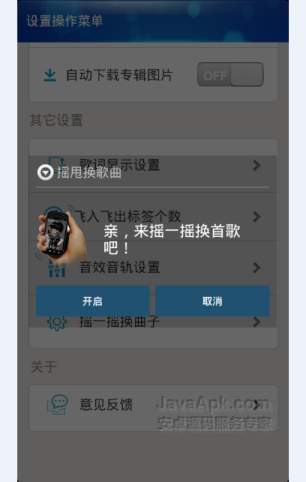 设置操作菜单
自动下载专辑图片
OFF
其它设置
歌词显示设置
摇甩换歌曲
飞入飞出标签个数
亲，来摇一摇换首歌
吧！
音效音轨设置
开启
取消
摇一摇换曲子
关于
意见反馈
JavaApk.com
安卓源码服务专家